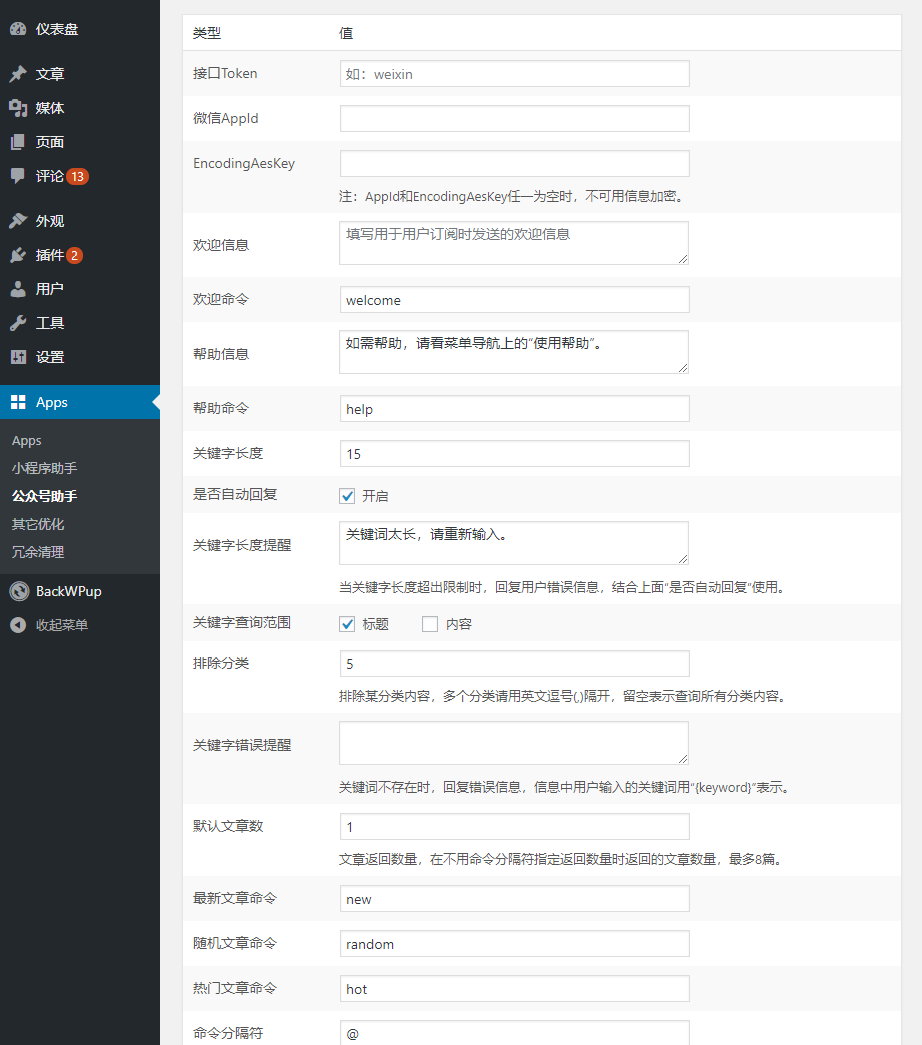 仪表盘
文章
媒体
页面
评论 13
外观
插件 2
用户
工具
设置
Apps
Apps
小程序助手
公众号助手
其它优化
冗余清理
BackWPup
收起菜单
类型 值
接口Token 如：weixin
微信AppId
EncodingAesKey
注：AppId和EncodingAesKey任一为空时，不可用信息加密。
欢迎信息 填写用于用户订阅时发送的欢迎信息
欢迎命令 welcome
帮助信息 如需帮助，请看菜单导航上的“使用帮助”。
帮助命令 help
关键字长度 15
是否自动回复 开启
关键字长度提醒 关键词太长，请重新输入。
当关键字长度超出限制时，回复用户错误信息，结合上面“是否自动回复”使用。
关键字查询范围 标题 内容
排除分类 5
排除某分类内容，多个分类请用英文逗号(,)隔开，留空表示查询所有分类内容。
关键字错误提醒
关键词不存在时，回复错误信息，信息中用户输入的关键词用“{keyword}”表示。
默认文章数 1
文章返回数量，在不用命令分隔符指定返回数量时返回的文章数量，最多8篇。
最新文章命令 new
随机文章命令 random
热门文章命令 hot
命令分隔符 @